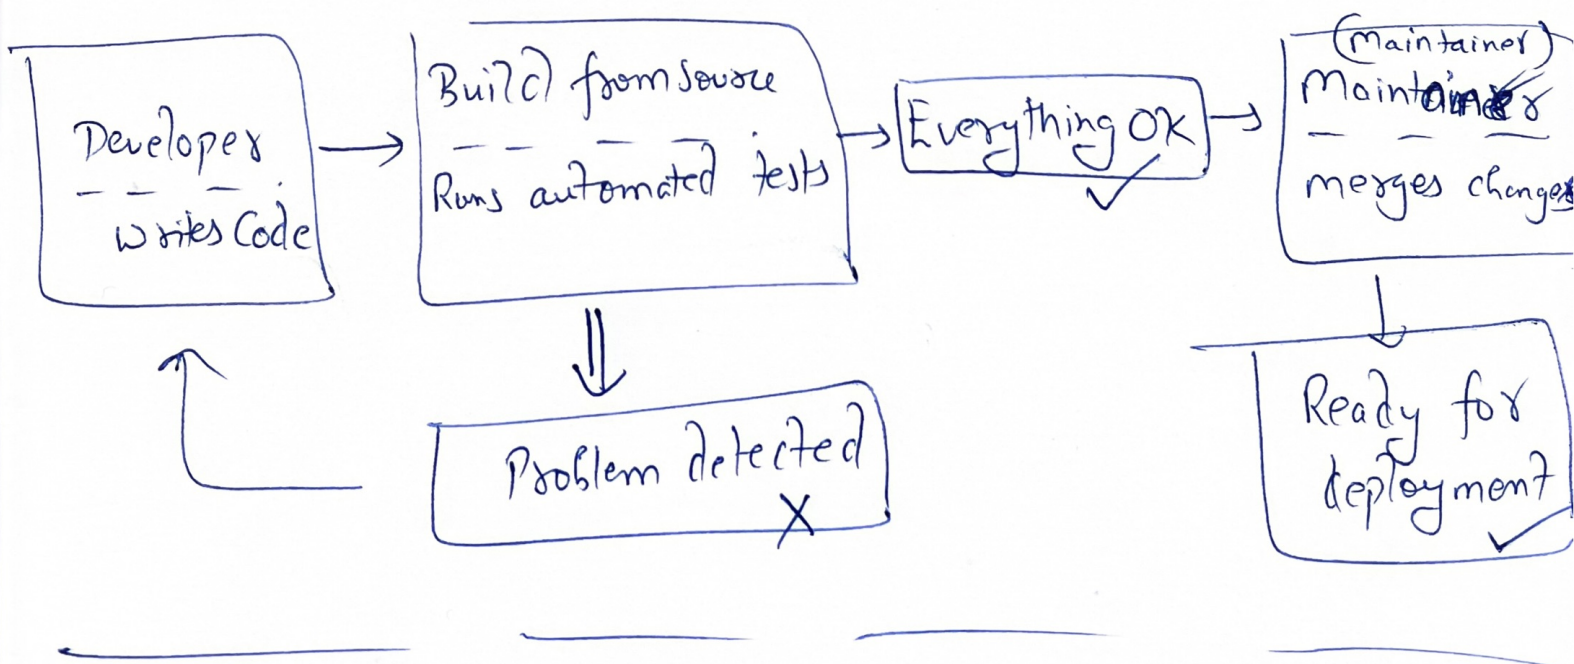 Developer
writes Code
Build from source
Runs automated tests
Everything OK
(Maintainer)
Maintainer
merges changes
Problem detected
X
Ready for
deployment